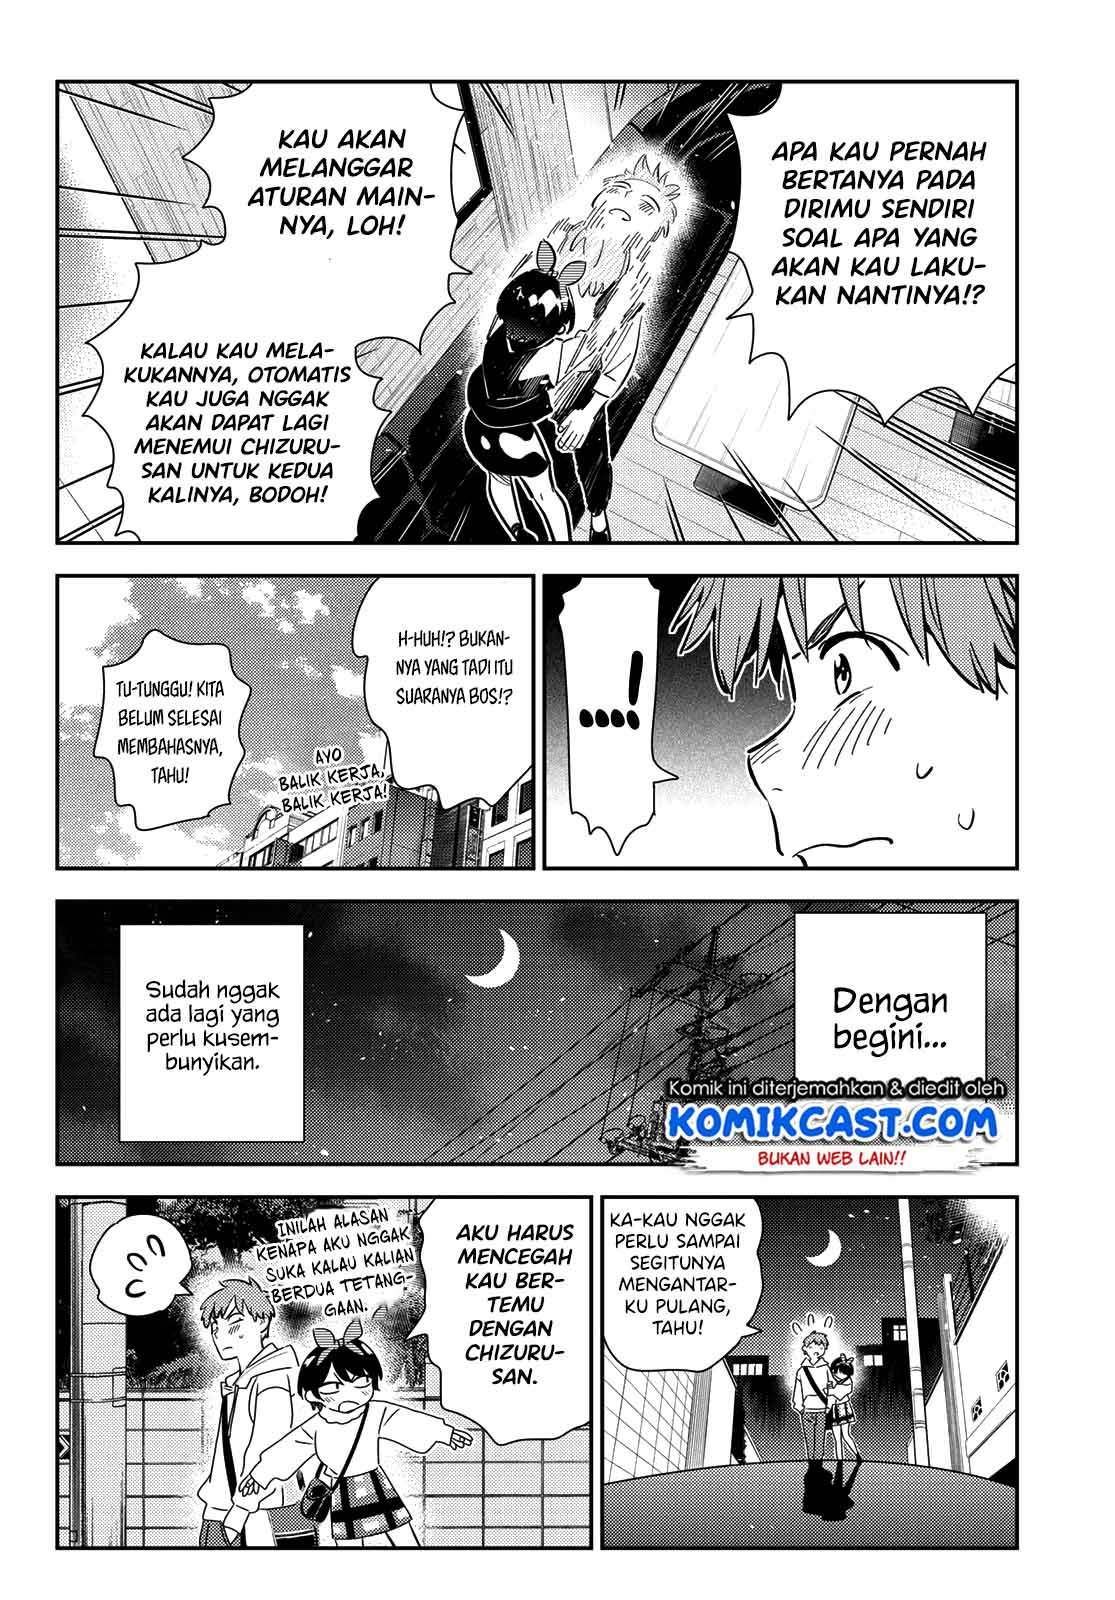 APA KAU PERNAH
BERTANYA PADA
DIRIMU SENDIRI
SOAL APA YANG
AKAN KAU LAKU-
KAN NANTINYA!?
KAU AKAN
MELANGGAR
ATURAN MAIN-
NYA, LOH!
KALAU KAU MELA-
KUKANNYA, OTOMATIS
KAU JUGA NGGAK
AKAN DAPAT LAGI
MENEMUI CHIZURU-
SAN UNTUK KEDUA
KALINYA, BODOH!
....!
H-HUH!? BUKAN-
NYA YANG TADI ITU
SUARANYA BOS!?
AYO
BALIK KERJA,
BALIK KERJA!
TU-TUNGGU! KITA
BELUM SELESAI
MEMBAHASNYA,
TAHU!
Dengan
begini...
Sudah nggak
ada lagi yang
perlu kusem-
bunyikan.
Komik ini diterjemahkan & diedit oleh
KOMIKCAST.COM
BUKAN WEB LAIN!!
KA-KAU NGGAK
PERLU SAMPAI
SEGITUNYA
MENGANTAR-
KU PULANG,
TAHU!
AKU HARUS
MENCEGAH
KAU BER-
TEMU
DENGAN
CHIZURU-
SAN.
INILAH ALASAN
KENAPA AKU NGGAK
SUKA KALAU KALIAN
BERDUA TETANG-
GAAN.